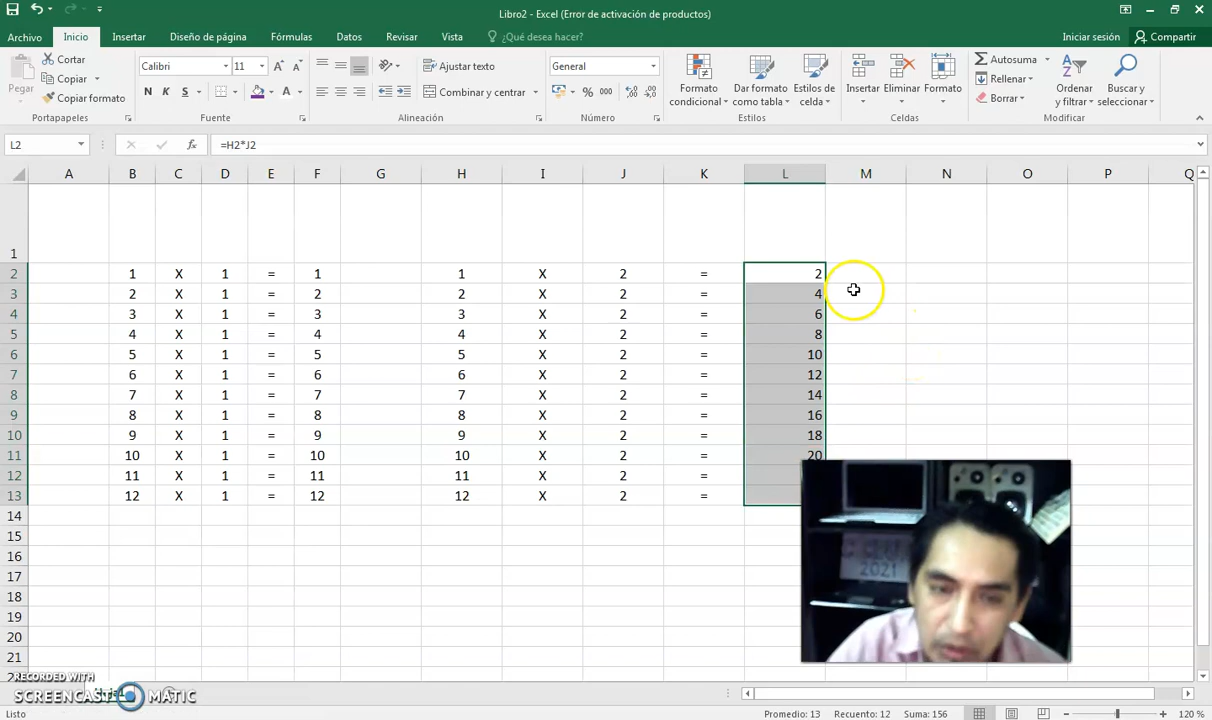 Libro2 - Excel (Error de activación de productos)
Archivo Inicio Insertar Diseño de página Fórmulas Datos Revisar Vista ¿Qué desea hacer? Iniciar sesión Compartir
Pegar
Cortar
Copiar
Copiar formato
Portapapeles
Calibri 11
N K S
Fuente
Ajustar texto
Combinar y centrar
Alineación
General
% 000
Número
Formato condicional
Dar formato como tabla
Estilos de celda
Estilos
Insertar Eliminar Formato
Celdas
Autosuma
Rellenar
Borrar
Ordenar y filtrar
Buscar y seleccionar
Modificar
L2 fx =H2*J2
A B C D E F G H I J K L M N O P Q
1
2 1 X 1 = 1 1 X 2 = 2
3 2 X 1 = 2 2 X 2 = 4
4 3 X 1 = 3 3 X 2 = 6
5 4 X 1 = 4 4 X 2 = 8
6 5 X 1 = 5 5 X 2 = 10
7 6 X 1 = 6 6 X 2 = 12
8 7 X 1 = 7 7 X 2 = 14
9 8 X 1 = 8 8 X 2 = 16
10 9 X 1 = 9 9 X 2 = 18
11 10 X 1 = 10 10 X 2 = 20
12 11 X 1 = 11 11 X 2 =
13 12 X 1 = 12 12 X 2 =
14
15
16
17
18
19
20
21
2021
RECORDED WITH
SCREENCAST MATIC
Listo Promedio: 13 Recuento: 12 Suma: 156 120 %